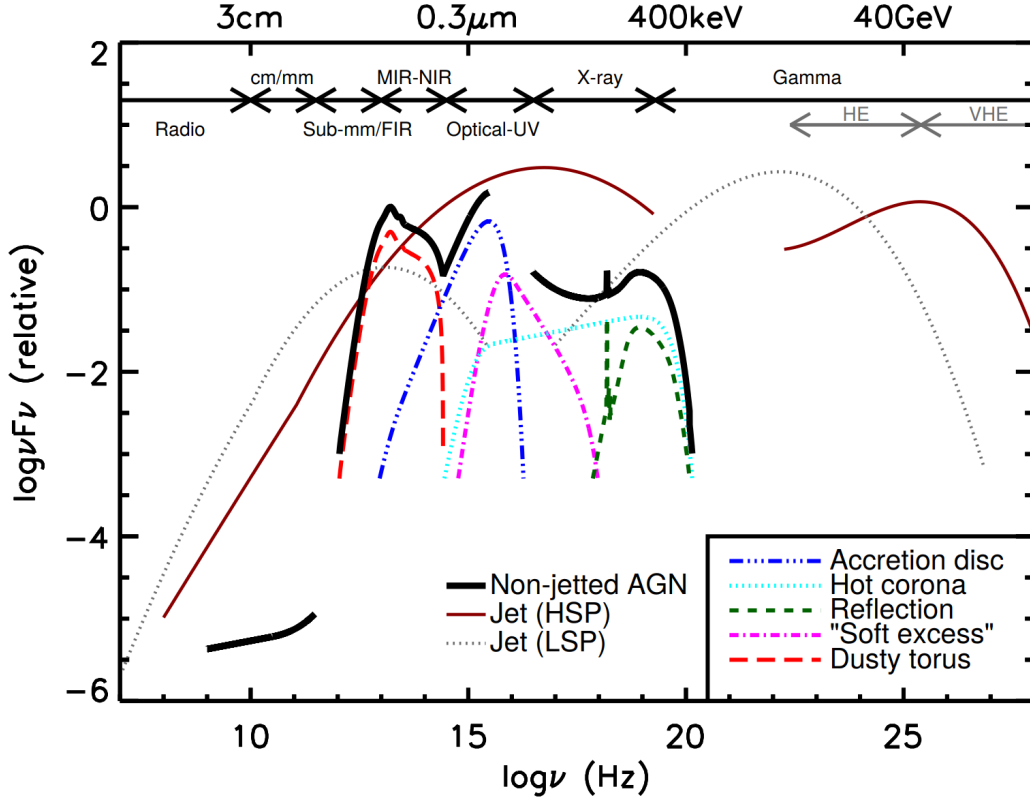 3cm 0.3μm 400keV 40GeV
2
cm/mm MIR-NIR X-ray Gamma
Radio Sub-mm/FIR Optical-UV HE VHE
0
−2
−4
−6
logνFν (relative)
Non-jetted AGN
Jet (HSP)
Jet (LSP)
Accretion disc
Hot corona
Reflection
"Soft excess"
Dusty torus
10 15 20 25
logν (Hz)